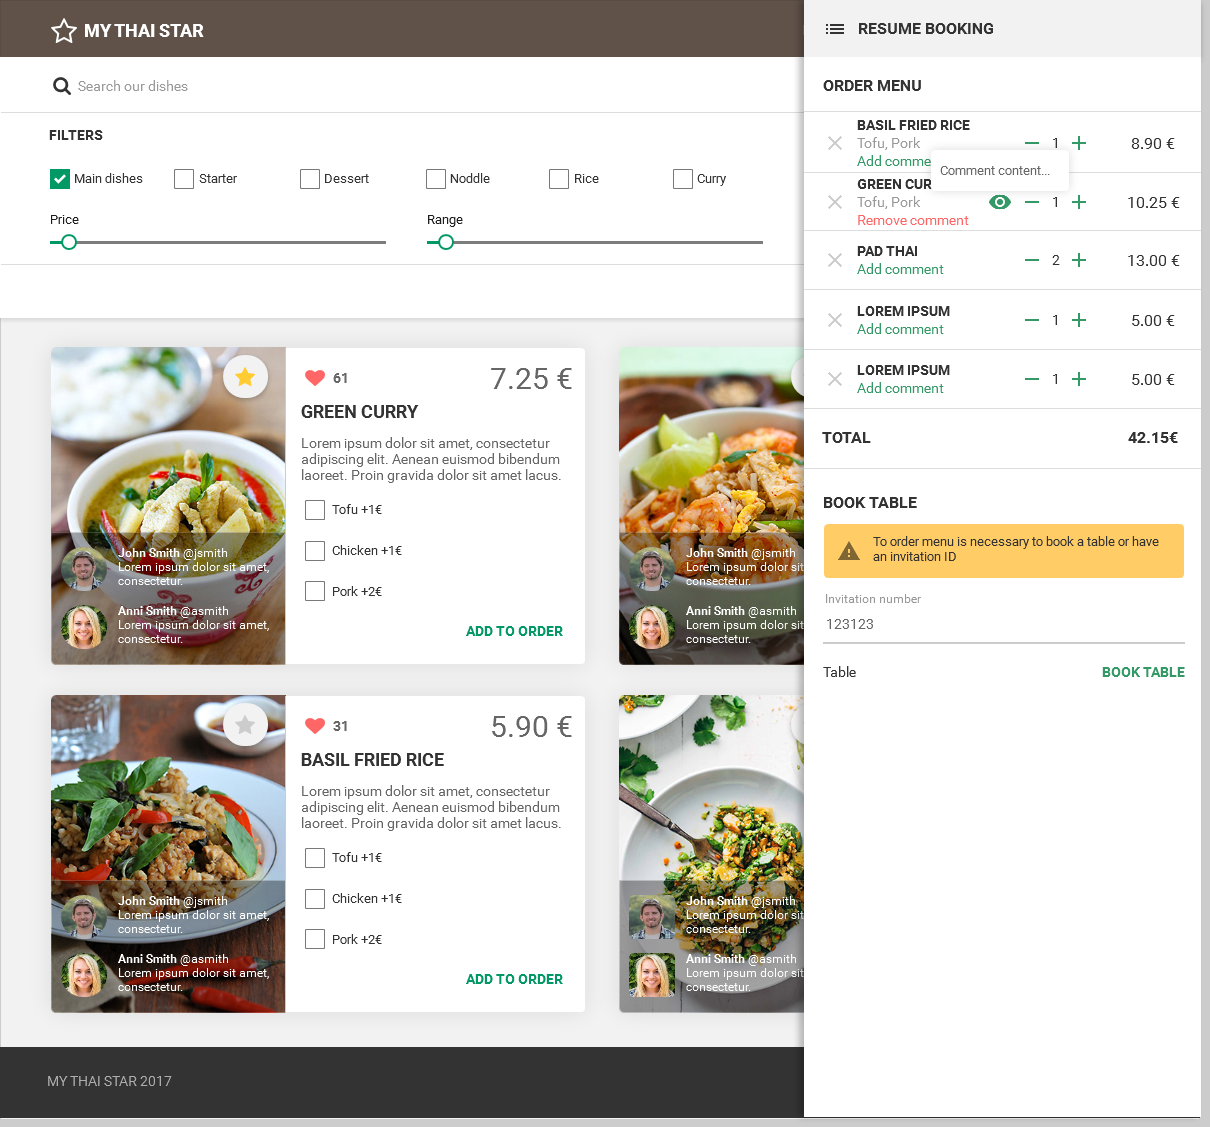 MY THAI STAR
Search our dishes
FILTERS
Main dishes
Starter
Dessert
Noddle
Rice
Curry
Price
Range
61
7.25 €
GREEN CURRY
Lorem ipsum dolor sit amet, consectetur
adipiscing elit. Aenean euismod bibendum
laoreet. Proin gravida dolor sit amet lacus.
Tofu +1€
Chicken +1€
Pork +2€
ADD TO ORDER
John Smith @jsmith
Lorem ipsum dolor sit amet,
consectetur.
Anni Smith @asmith
Lorem ipsum dolor sit amet,
consectetur.
John Smith @jsmith
Lorem ipsum dolor sit
consectetur.
Anni Smith @asmith
Lorem ipsum dolor sit
consectetur.
31
5.90 €
BASIL FRIED RICE
Lorem ipsum dolor sit amet, consectetur
adipiscing elit. Aenean euismod bibendum
laoreet. Proin gravida dolor sit amet lacus.
Tofu +1€
Chicken +1€
Pork +2€
ADD TO ORDER
John Smith @jsmith
Lorem ipsum dolor sit amet,
consectetur.
Anni Smith @asmith
Lorem ipsum dolor sit amet,
consectetur.
John Smith @jsmith
Lorem ipsum dolor sit
consectetur.
Anni Smith @asmith
Lorem ipsum dolor sit
consectetur.
MY THAI STAR 2017
RESUME BOOKING
ORDER MENU
BASIL FRIED RICE
Tofu, Pork
Add comme
1
8.90 €
Comment content...
GREEN CUR
Tofu, Pork
Remove comment
1
10.25 €
PAD THAI
Add comment
2
13.00 €
LOREM IPSUM
Add comment
1
5.00 €
LOREM IPSUM
Add comment
1
5.00 €
TOTAL
42.15€
BOOK TABLE
To order menu is necessary to book a table or have
an invitation ID
Invitation number
123123
Table
BOOK TABLE